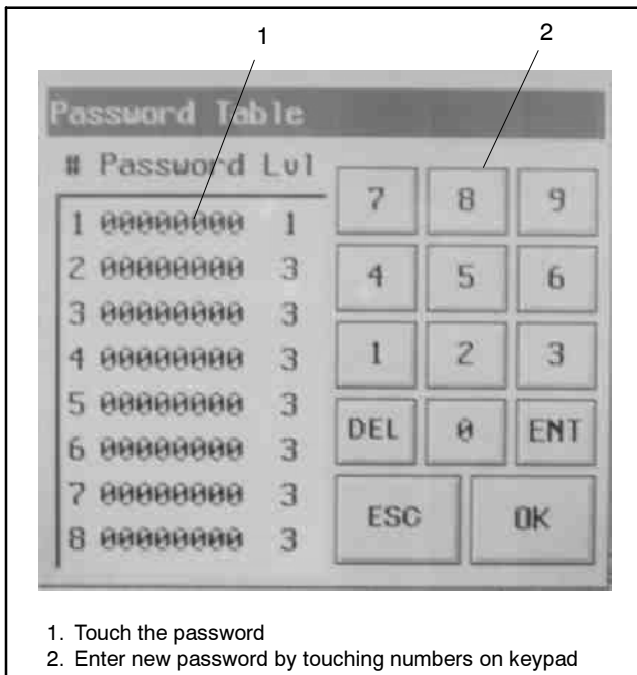 1 2
Password Table
# Password Lvl
1 00000000 1
2 00000000 3
3 00000000 3
4 00000000 3
5 00000000 3
6 00000000 3
7 00000000 3
8 00000000 3
7 8 9
4 5 6
1 2 3
DEL 0 ENT
ESC OK
1. Touch the password
2. Enter new password by touching numbers on keypad